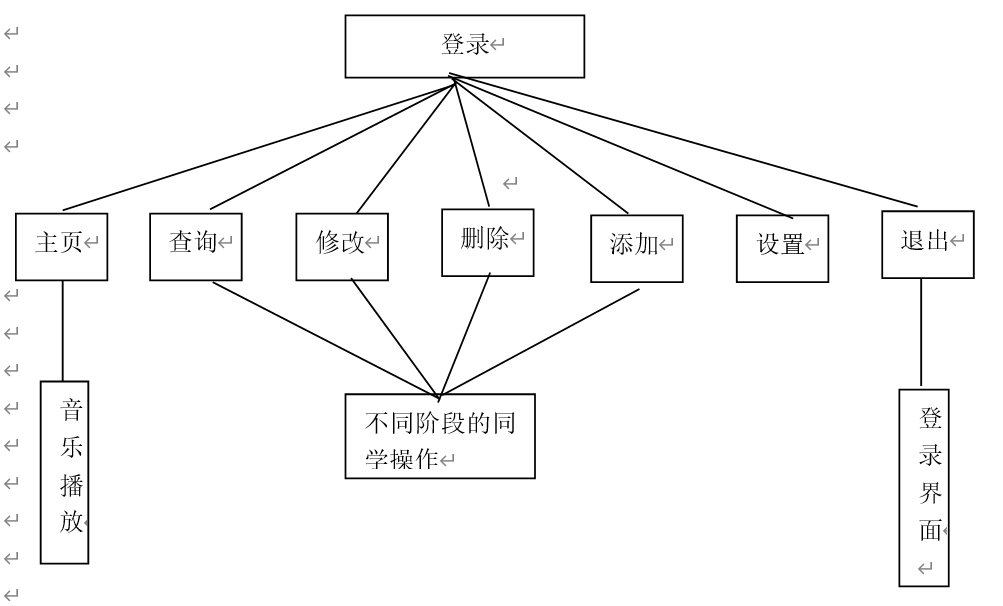 登录
主页
查询
修改
删除
添加
设置
退出
音
乐
播
放
不同阶段的同
学操作
登
录
界
面